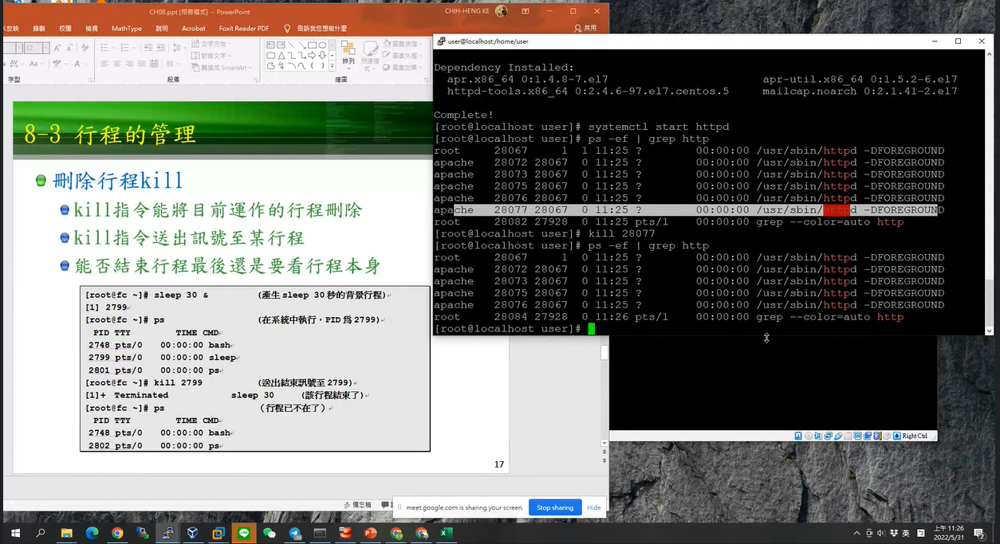 CH08.ppt [相容模式] - PowerPoint
CHIH-HENG KE
片放映 錄製 校閱 檢視 MathType 說明 Acrobat Foxit Reader PDF 告訴我您想做什麼 共用
32
文字方向
對齊文字
轉換成 SmartArt
排列
圖案填滿
圖案外框
圖案效果
字型 段落 繪圖
8-3 行程的管理
刪除行程kill
kill指令能將目前運作的行程刪除
kill指令送出訊號至某行程
能否結束行程最後還是要看行程本身
[root@fc ~]# sleep 30 & (產生 sleep 30 秒的背景行程)
[1] 2799
[root@fc ~]# ps (在系統中執行，PID 為 2799)
PID TTY TIME CMD
2748 pts/0 00:00:00 bash
2799 pts/0 00:00:00 sleep
2801 pts/0 00:00:00 ps
[root@fc ~]# kill 2799 (送出結束訊號至 2799)
[1]+ Terminated sleep 30 (該行程結束了)
[root@fc ~]# ps (行程已不在了)
PID TTY TIME CMD
2748 pts/0 00:00:00 bash
2802 pts/0 00:00:00 ps
17
備忘稿
user@localhost:/home/user
Dependency Installed:
apr.x86_64 0:1.4.8-7.el7 apr-util.x86_64 0:1.5.2-6.el7
httpd-tools.x86_64 0:2.4.6-97.el7.centos.5 mailcap.noarch 0:2.1.41-2.el7
Complete!
[root@localhost user]# systemctl start httpd
[root@localhost user]# ps -ef | grep http
root 28067 1 1 11:25 ? 00:00:00 /usr/sbin/httpd -DFOREGROUND
apache 28072 28067 0 11:25 ? 00:00:00 /usr/sbin/httpd -DFOREGROUND
apache 28073 28067 0 11:25 ? 00:00:00 /usr/sbin/httpd -DFOREGROUND
apache 28075 28067 0 11:25 ? 00:00:00 /usr/sbin/httpd -DFOREGROUND
apache 28076 28067 0 11:25 ? 00:00:00 /usr/sbin/httpd -DFOREGROUND
apache 28077 28067 0 11:25 ? 00:00:00 /usr/sbin/httpd -DFOREGROUND
root 28082 27928 0 11:25 pts/1 00:00:00 grep --color=auto http
[root@localhost user]# kill 28077
[root@localhost user]# ps -ef | grep http
root 28067 1 0 11:25 ? 00:00:00 /usr/sbin/httpd -DFOREGROUND
apache 28072 28067 0 11:25 ? 00:00:00 /usr/sbin/httpd -DFOREGROUND
apache 28073 28067 0 11:25 ? 00:00:00 /usr/sbin/httpd -DFOREGROUND
apache 28075 28067 0 11:25 ? 00:00:00 /usr/sbin/httpd -DFOREGROUND
apache 28076 28067 0 11:25 ? 00:00:00 /usr/sbin/httpd -DFOREGROUND
root 28084 27928 0 11:26 pts/1 00:00:00 grep --color=auto http
[root@localhost user]#
Right Ctrl
meet.google.com is sharing your screen. Stop sharing Hide
英
上午 11:26
2022/5/31
2